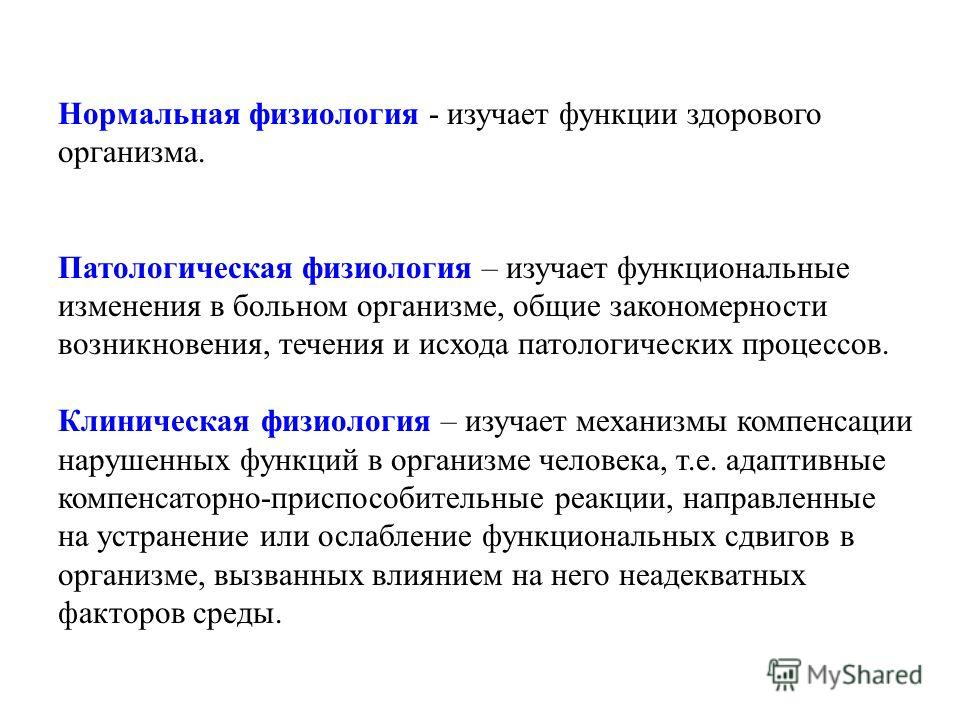 Нормальная физиология - изучает функции здорового
организма.
Патологическая физиология – изучает функциональные
изменения в больном организме, общие закономерности
возникновения, течения и исхода патологических процессов.
Клиническая физиология – изучает механизмы компенсации
нарушенных функций в организме человека, т.е. адаптивные
компенсаторно-приспособительные реакции, направленные
на устранение или ослабление функциональных сдвигов в
организме, вызванных влиянием на него неадекватных
факторов среды.
MyShared